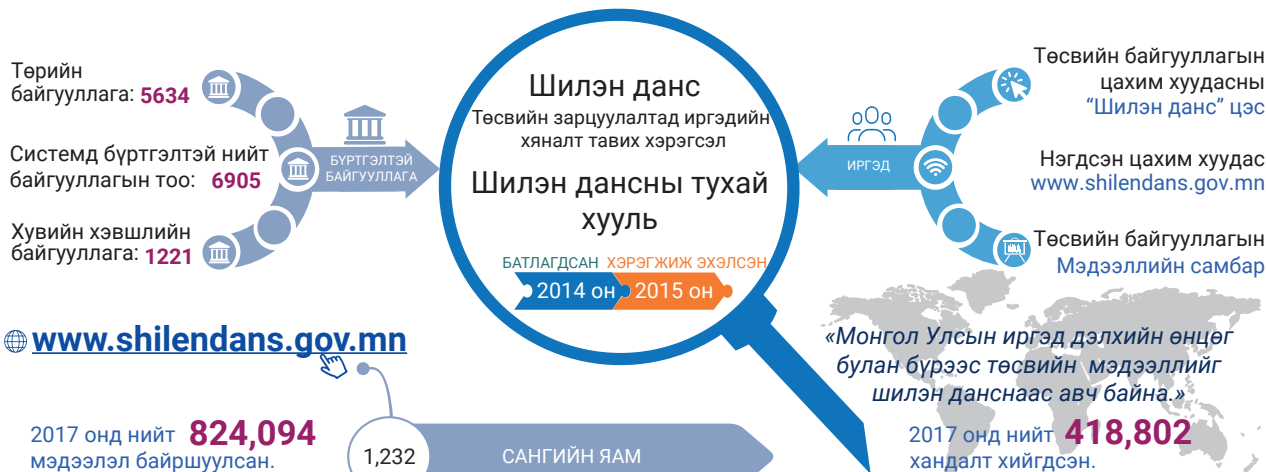 Төрийн
байгууллага: 5634
Системд бүртгэлтэй нийт
байгууллагын тоо: 6905
Хувийн хэвшлийн
байгууллага: 1221
БҮРТГЭЛТЭЙ
БАЙГУУЛЛАГА
Шилэн данс
Төсвийн зарцуулалтад иргэдийн
хяналт тавих хэрэгсэл
Шилэн дансны тухай
хууль
БАТЛАГДСАН ХЭРЭГЖИЖ ЭХЭЛСЭН
2014 он 2015 он
ИРГЭД
Төсвийн байгууллагын
цахим хуудасны
“Шилэн данс” цэс
Нэгдсэн цахим хуудас
www.shilendans.gov.mn
Төсвийн байгууллагын
Мэдээллийн самбар
www.shilendans.gov.mn
«Монгол Улсын иргэд дэлхийн өнцөг
булан бүрээс төсвийн мэдээллийг
шилэн данснаас авч байна.»
2017 онд нийт 824,094
мэдээлэл байршуулсан.
1,232
САНГИЙН ЯАМ
2017 онд нийт 418,802
хандалт хийгдсэн.